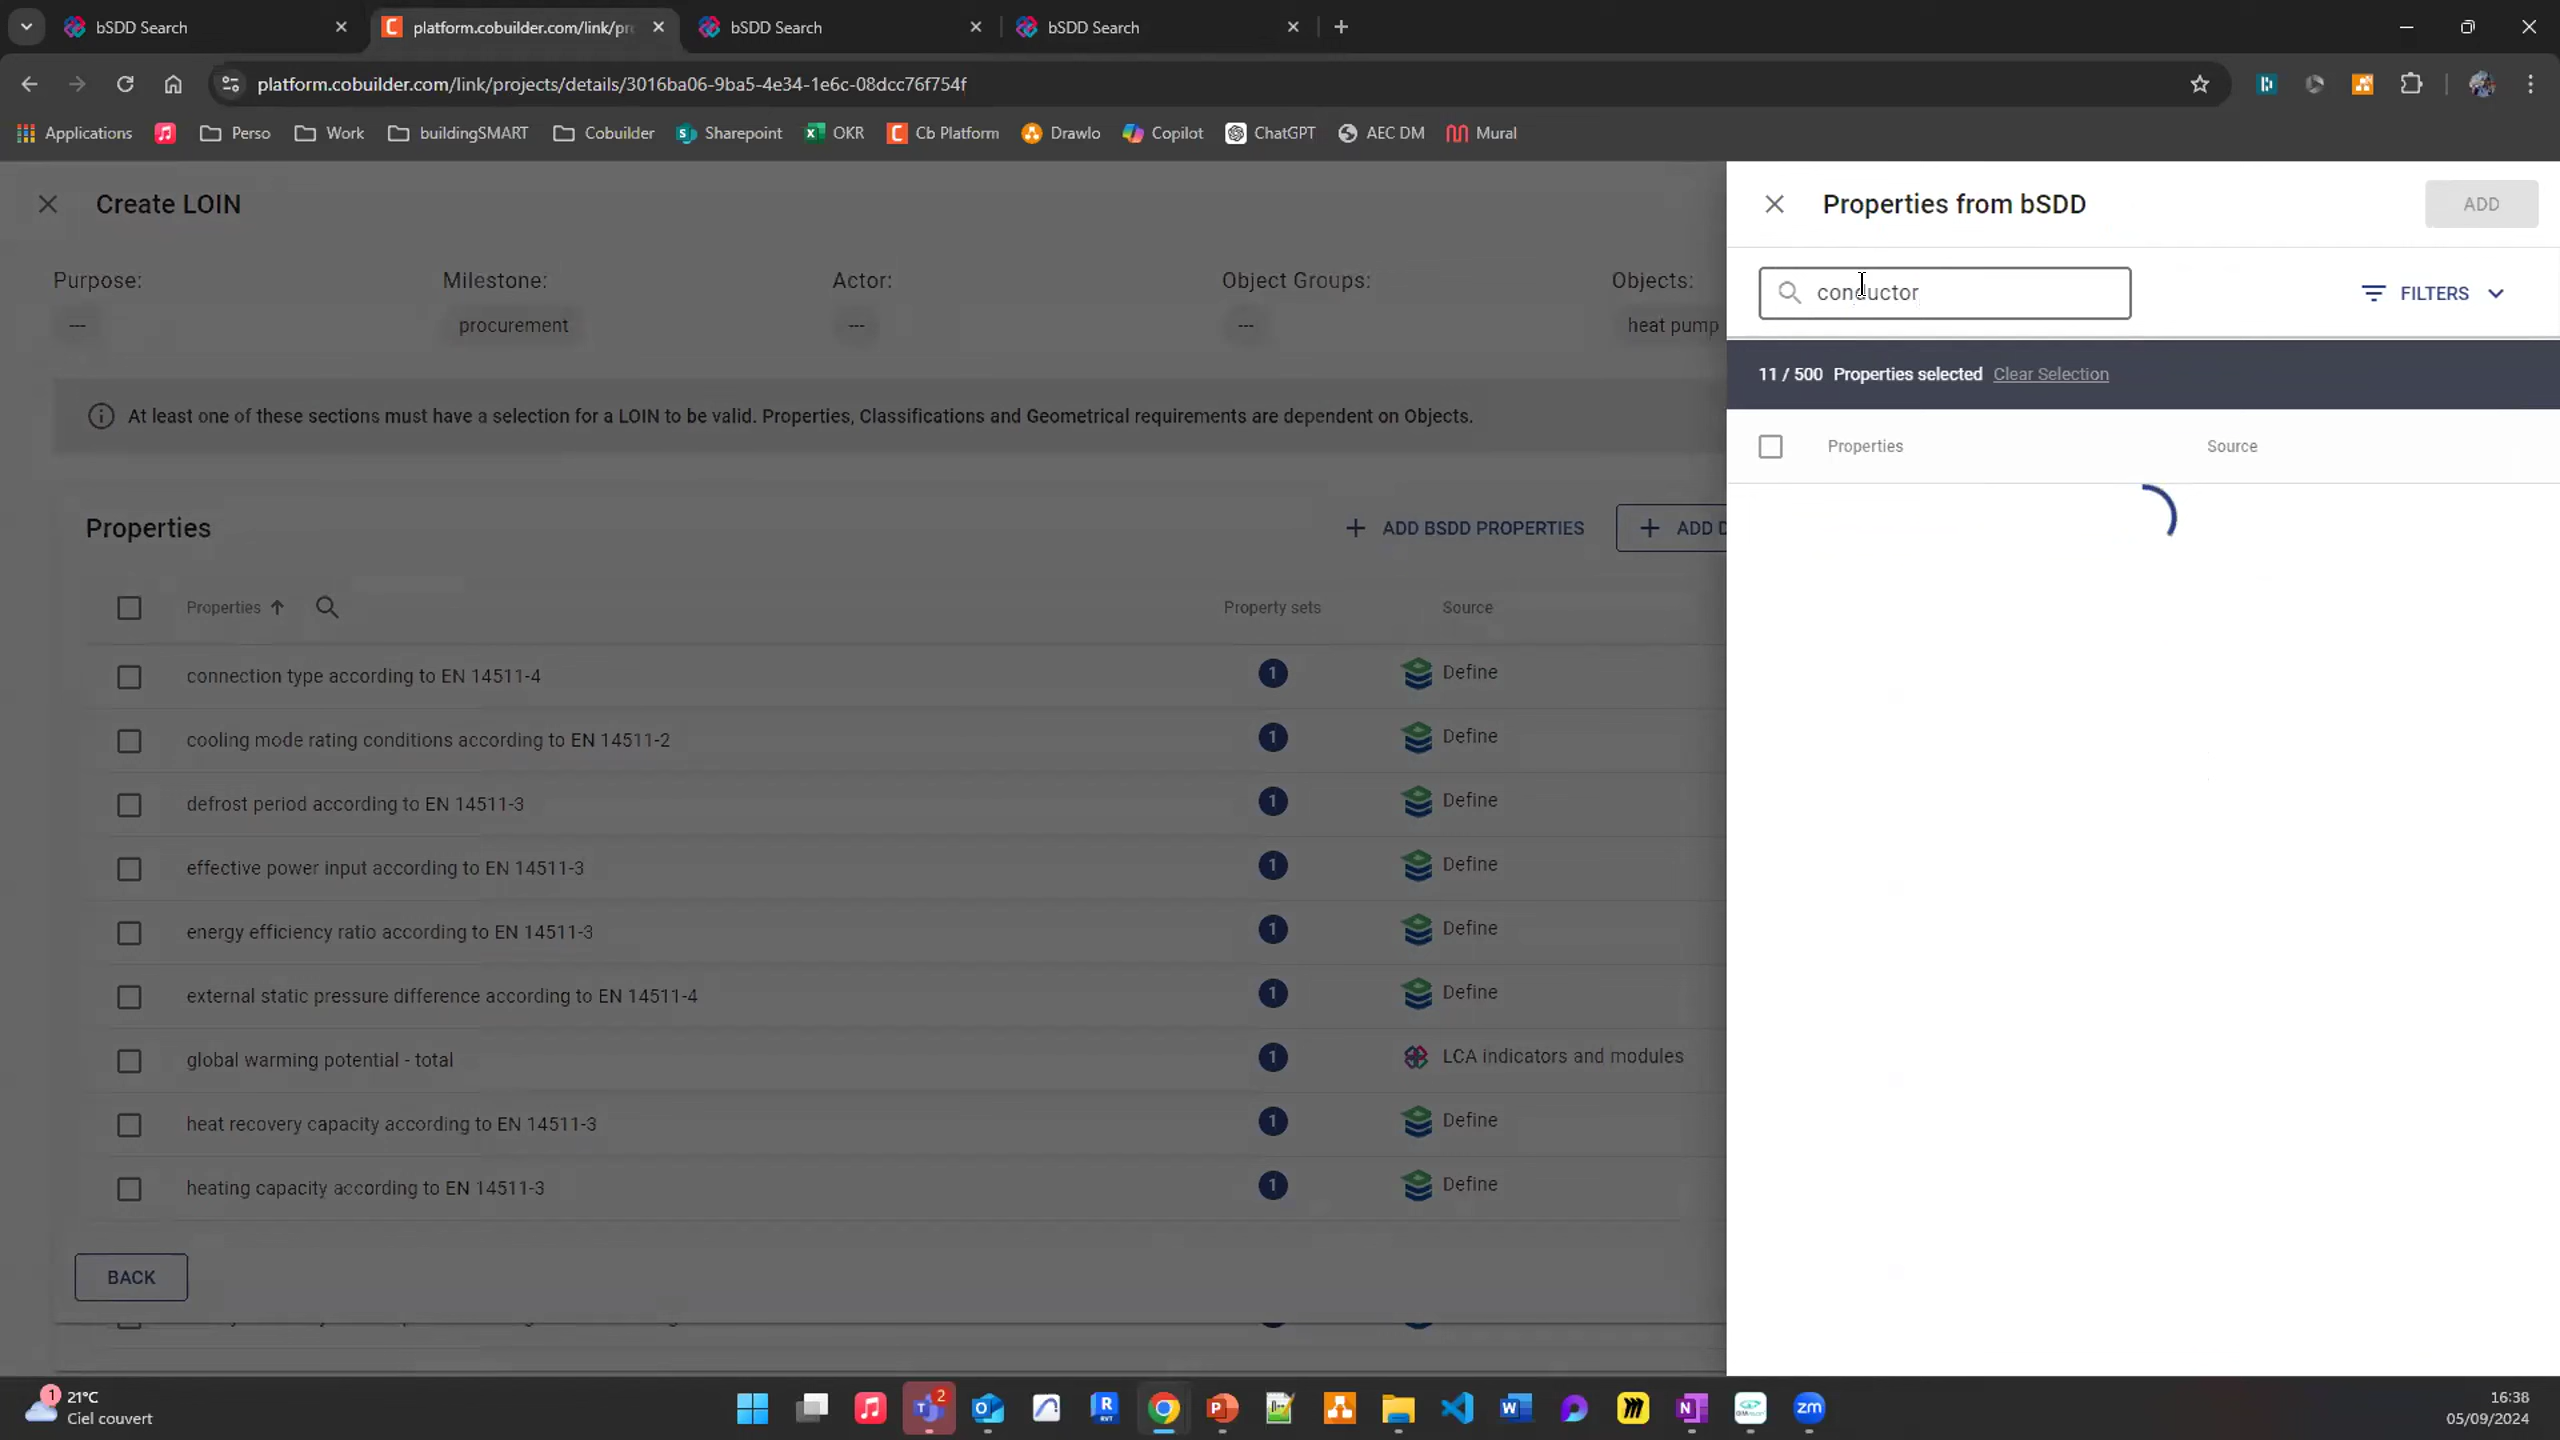 bSDD Search
platform.cobuilder.com/link/pr
bSDD Search
bSDD Search
platform.cobuilder.com/link/projects/details/3016ba06-9ba5-4e34-1e6c-08dcc76f754f
Applications Perso Work buildingSMART Cobuilder Sharepoint OKR Cb Platform Drawlo Copilot ChatGPT AEC DM Mural
Create LOIN
Purpose: Milestone: Actor: Object Groups: Objects:
--- procurement --- --- heat pump
At least one of these sections must have a selection for a LOIN to be valid. Properties, Classifications and Geometrical requirements are dependent on Objects.
Properties
+ ADD BSDD PROPERTIES
+ ADD D
Properties Property sets Source
connection type according to EN 14511-4 1 Define
cooling mode rating conditions according to EN 14511-2 1 Define
defrost period according to EN 14511-3 1 Define
effective power input according to EN 14511-3 1 Define
energy efficiency ratio according to EN 14511-3 1 Define
external static pressure difference according to EN 14511-4 1 Define
global warming potential - total 1 LCA indicators and modules
heat recovery capacity according to EN 14511-3 1 Define
heating capacity according to EN 14511-3 1 Define
BACK
Properties from bSDD
ADD
conductor
FILTERS
11 / 500 Properties selected Clear Selection
Properties Source
1
21°C
Ciel couvert
2
zm
16:38
05/09/2024